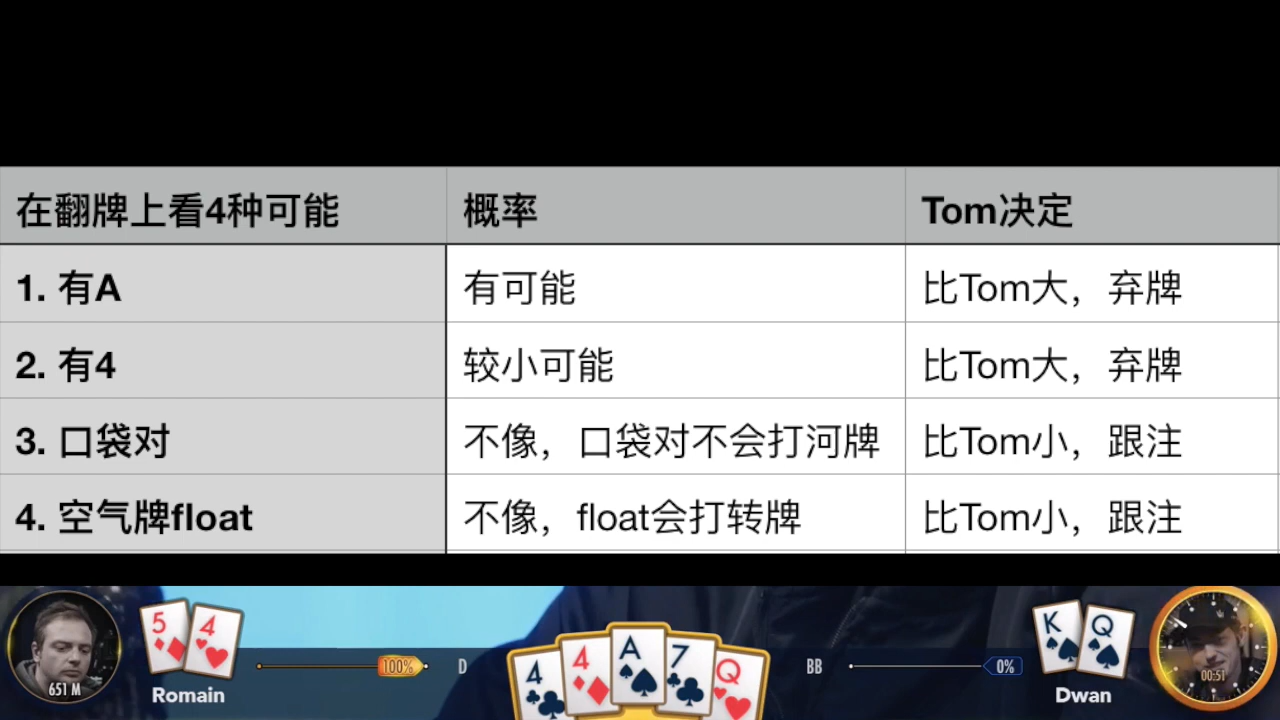 在翻牌上看4种可能 概率 Tom决定
1. 有A 有可能 比Tom大，弃牌
2. 有4 较小可能 比Tom大，弃牌
3. 口袋对 不像，口袋对不会打河牌 比Tom小，跟注
4. 空气牌float 不像，float会打转牌 比Tom小，跟注
651 M
5 4
Romain
100%
D
4 4 A 7 Q
BB
0%
K Q
Dwan
00:51